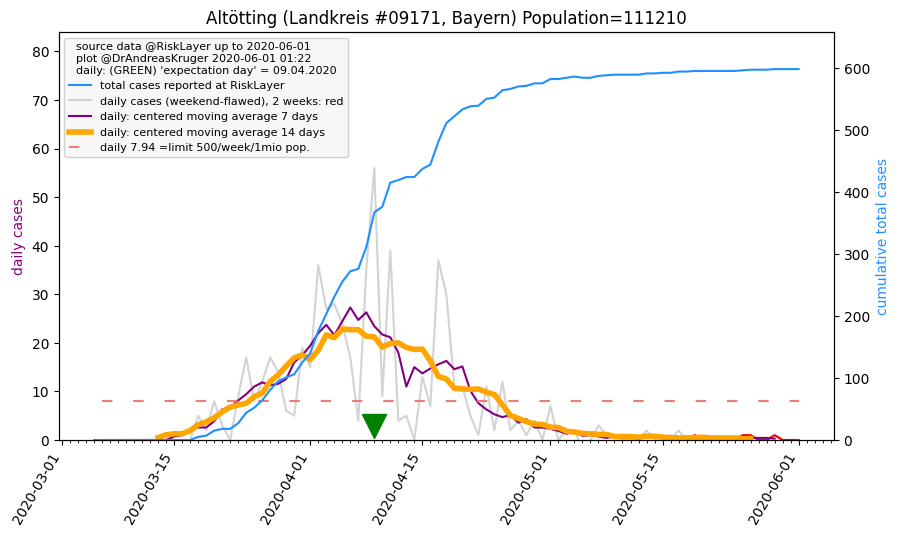 Altötting (Landkreis #09171, Bayern) Population=111210
source data @RiskLayer up to 2020-06-01
plot @DrAndreasKruger 2020-06-01 01:22
daily: (GREEN) 'expectation day' = 09.04.2020
total cases reported at RiskLayer
daily cases (weekend-flawed), 2 weeks: red
daily: centered moving average 7 days
daily: centered moving average 14 days
daily 7.94 =limit 500/week/1mio pop.
daily cases
80
70
60
50
40
30
20
10
0
cumulative total cases
600
500
400
300
200
100
0
2020-03-01
2020-03-15
2020-04-01
2020-04-15
2020-05-01
2020-05-15
2020-06-01